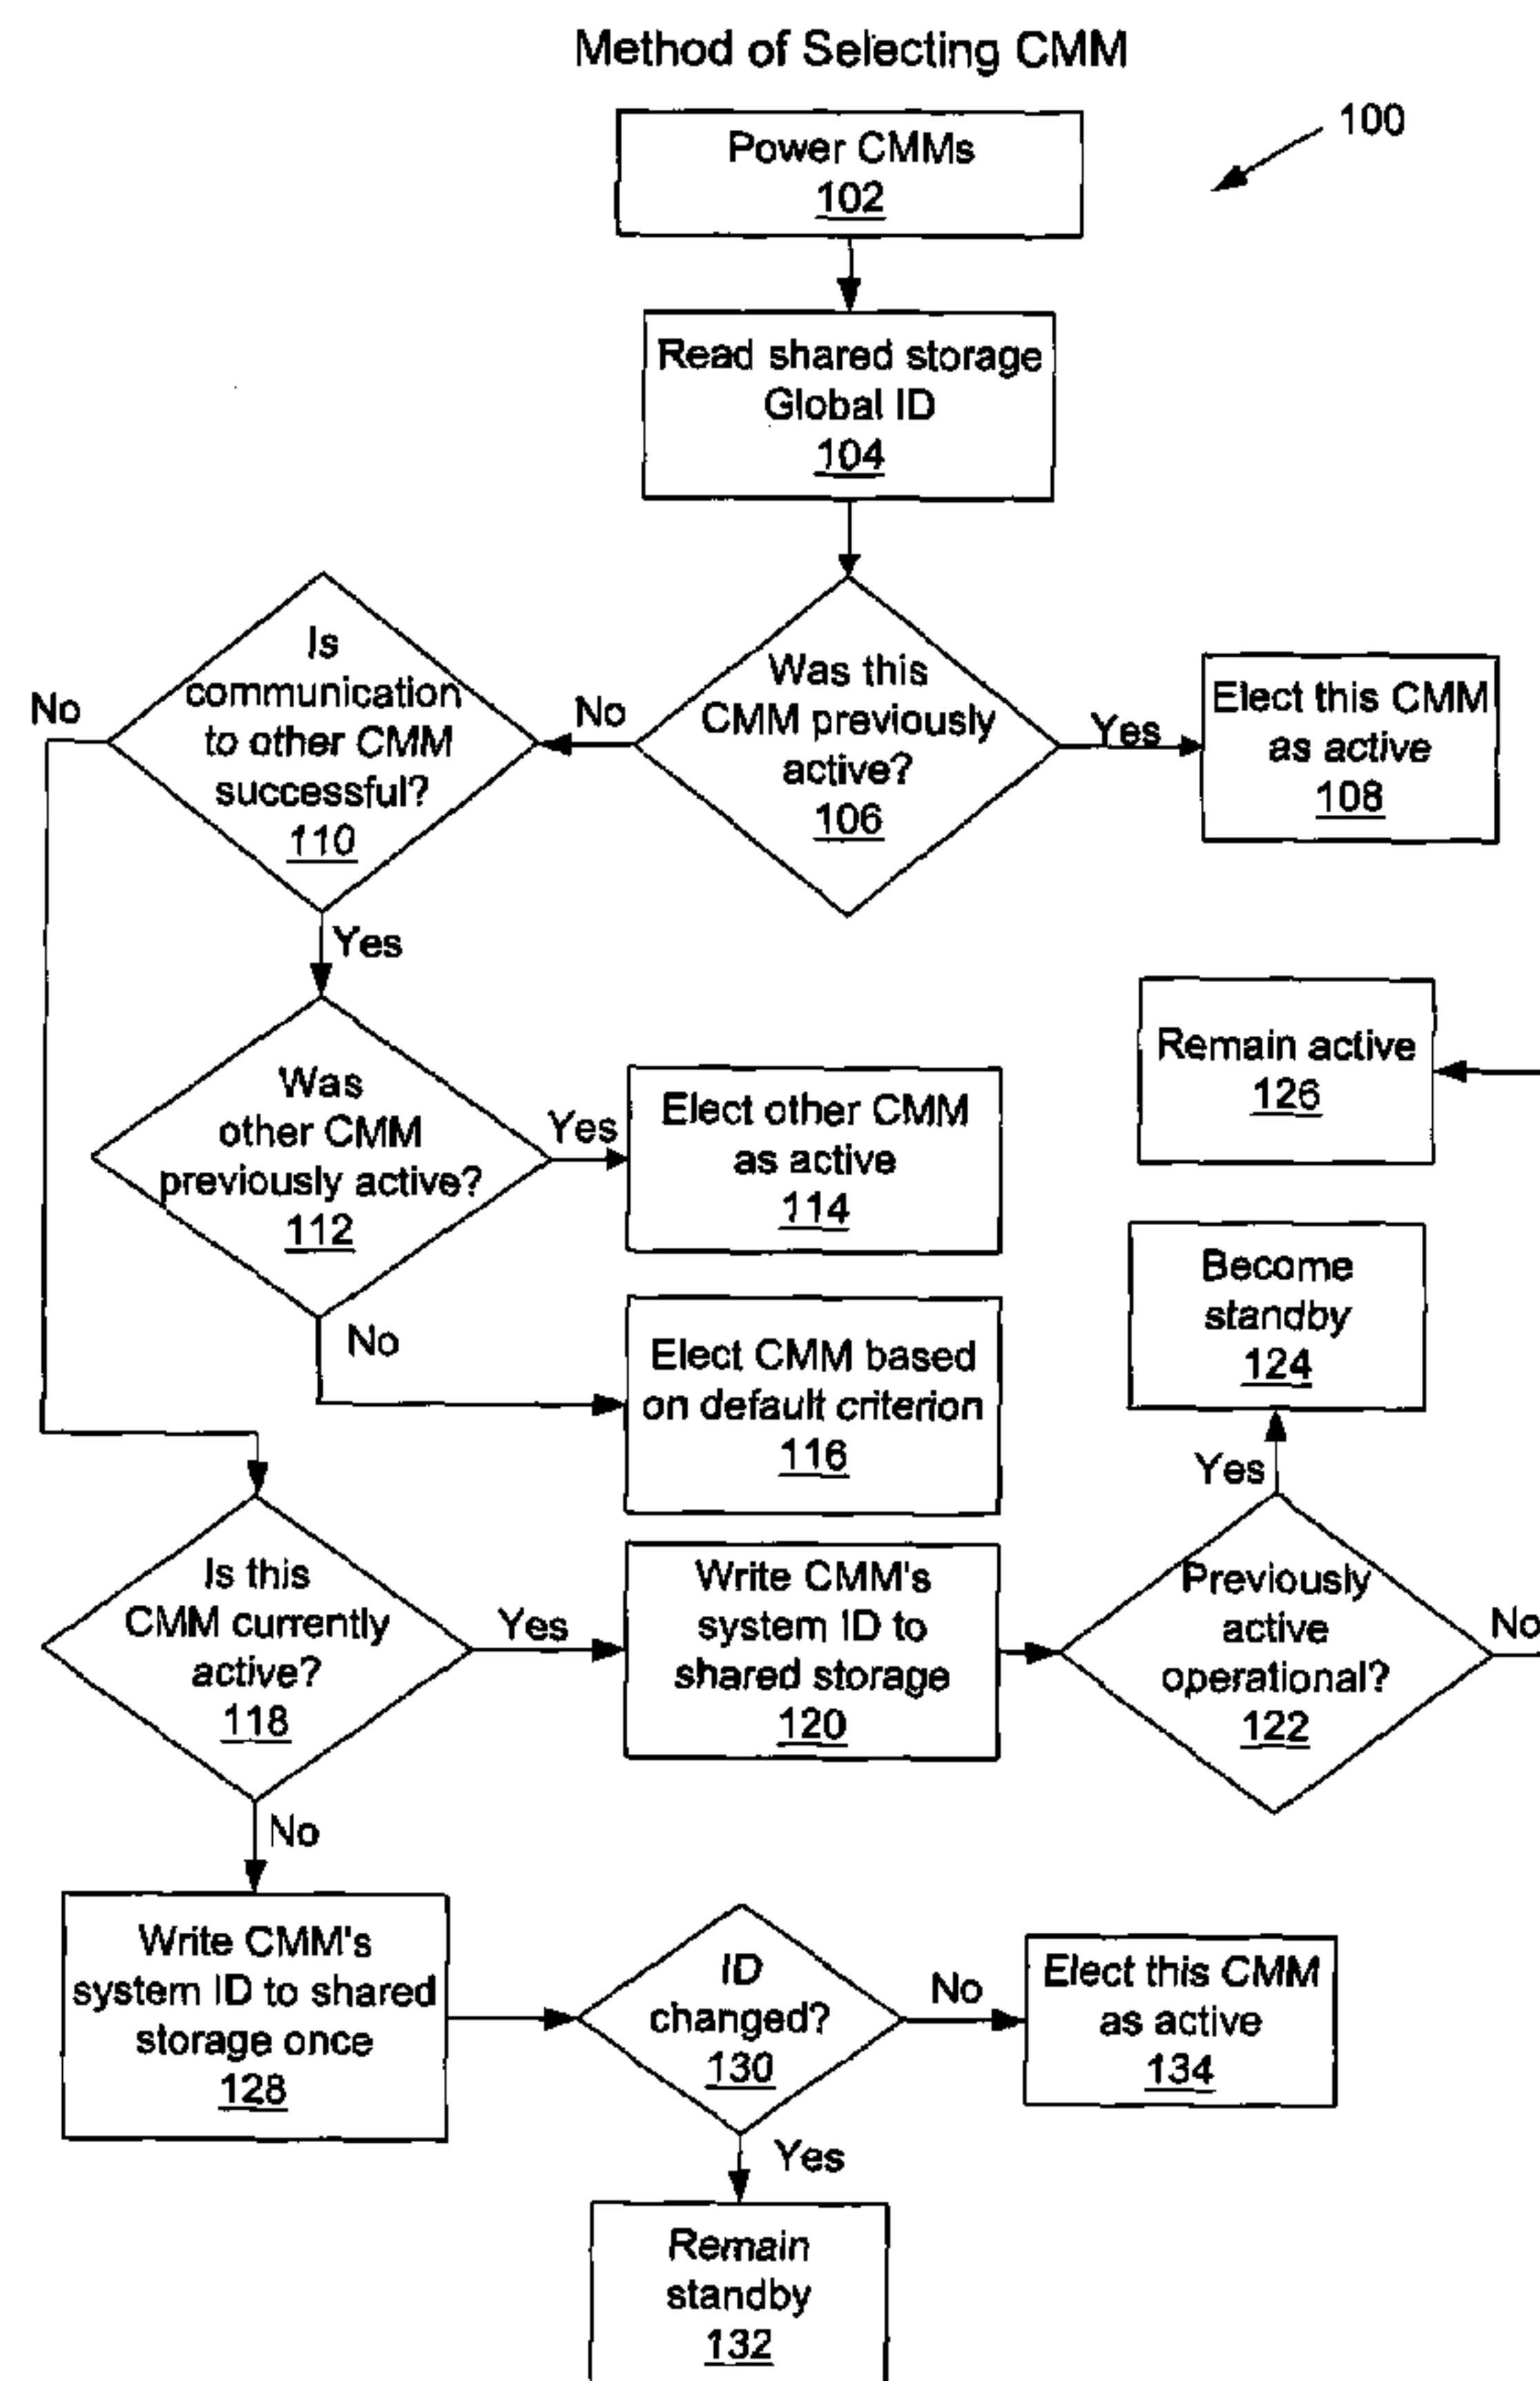 Method of Selecting CMM
100
Power CMMs
102
Read shared storage
Global ID
104
Was this
CMM previously
active?
106
Yes
Elect this CMM
as active
108
No
Is
communication
to other CMM
successful?
110
No
Yes
Was
other CMM
previously active?
112
Yes
Elect other CMM
as active
114
No
Elect CMM based
on default criterion
116
Is this
CMM currently
active?
118
Yes
Write CMM's
system ID to
shared storage
120
Previously
active
operational?
122
Yes
Become
standby
124
No
Remain active
126
No
Write CMM's
system ID to shared
storage once
128
ID
changed?
130
No
Elect this CMM
as active
134
Yes
Remain
standby
132